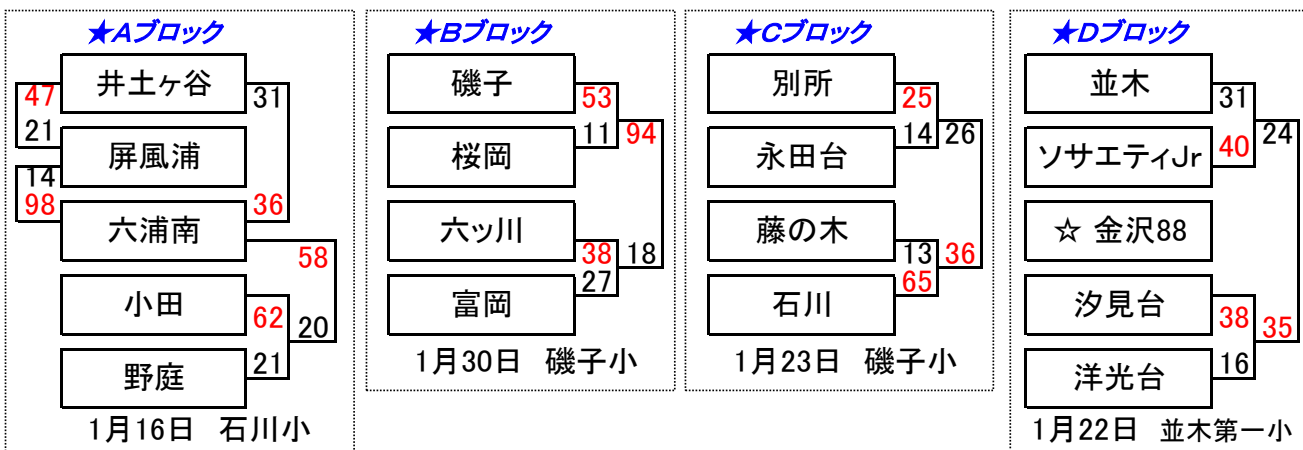 ★Aブロック
井土ヶ谷
47
31
21
屏風浦
14
98
36
六浦南
58
小田
62
20
野庭
21
1月16日 石川小
★Bブロック
磯子
53
桜岡
11
94
六ッ川
38
18
富岡
27
1月30日 磯子小
★Cブロック
別所
25
永田台
14
26
藤の木
13
36
石川
65
1月23日 磯子小
★Dブロック
並木
31
ソサエティJr
40
24
☆ 金沢88
汐見台
38
35
洋光台
16
1月22日 並木第一小